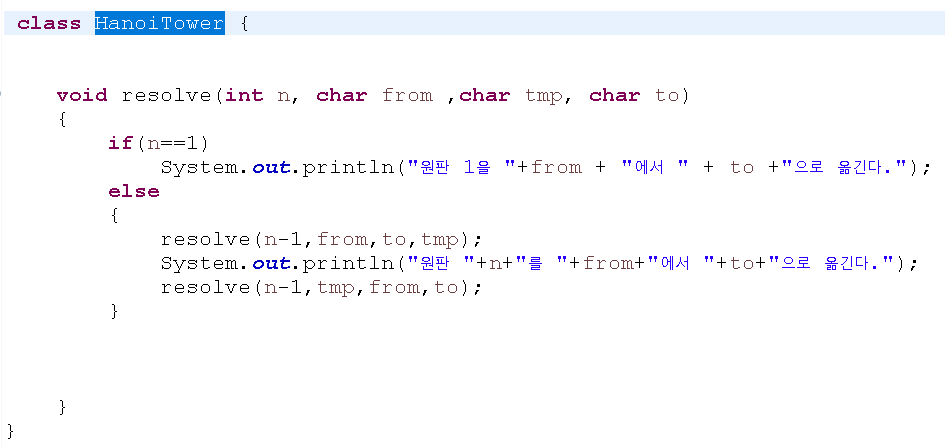 class HanoiTower {
void resolve(int n, char from ,char tmp, char to)
{
if(n==1)
System.out.println("원판 1을 "+from + "에서 " + to +"으로 옮긴다.");
else
{
resolve(n-1,from,to,tmp);
System.out.println("원판 "+n+"를 "+from+"에서 "+to+"으로 옮긴다.");
resolve(n-1,tmp,from,to);
}
}
}